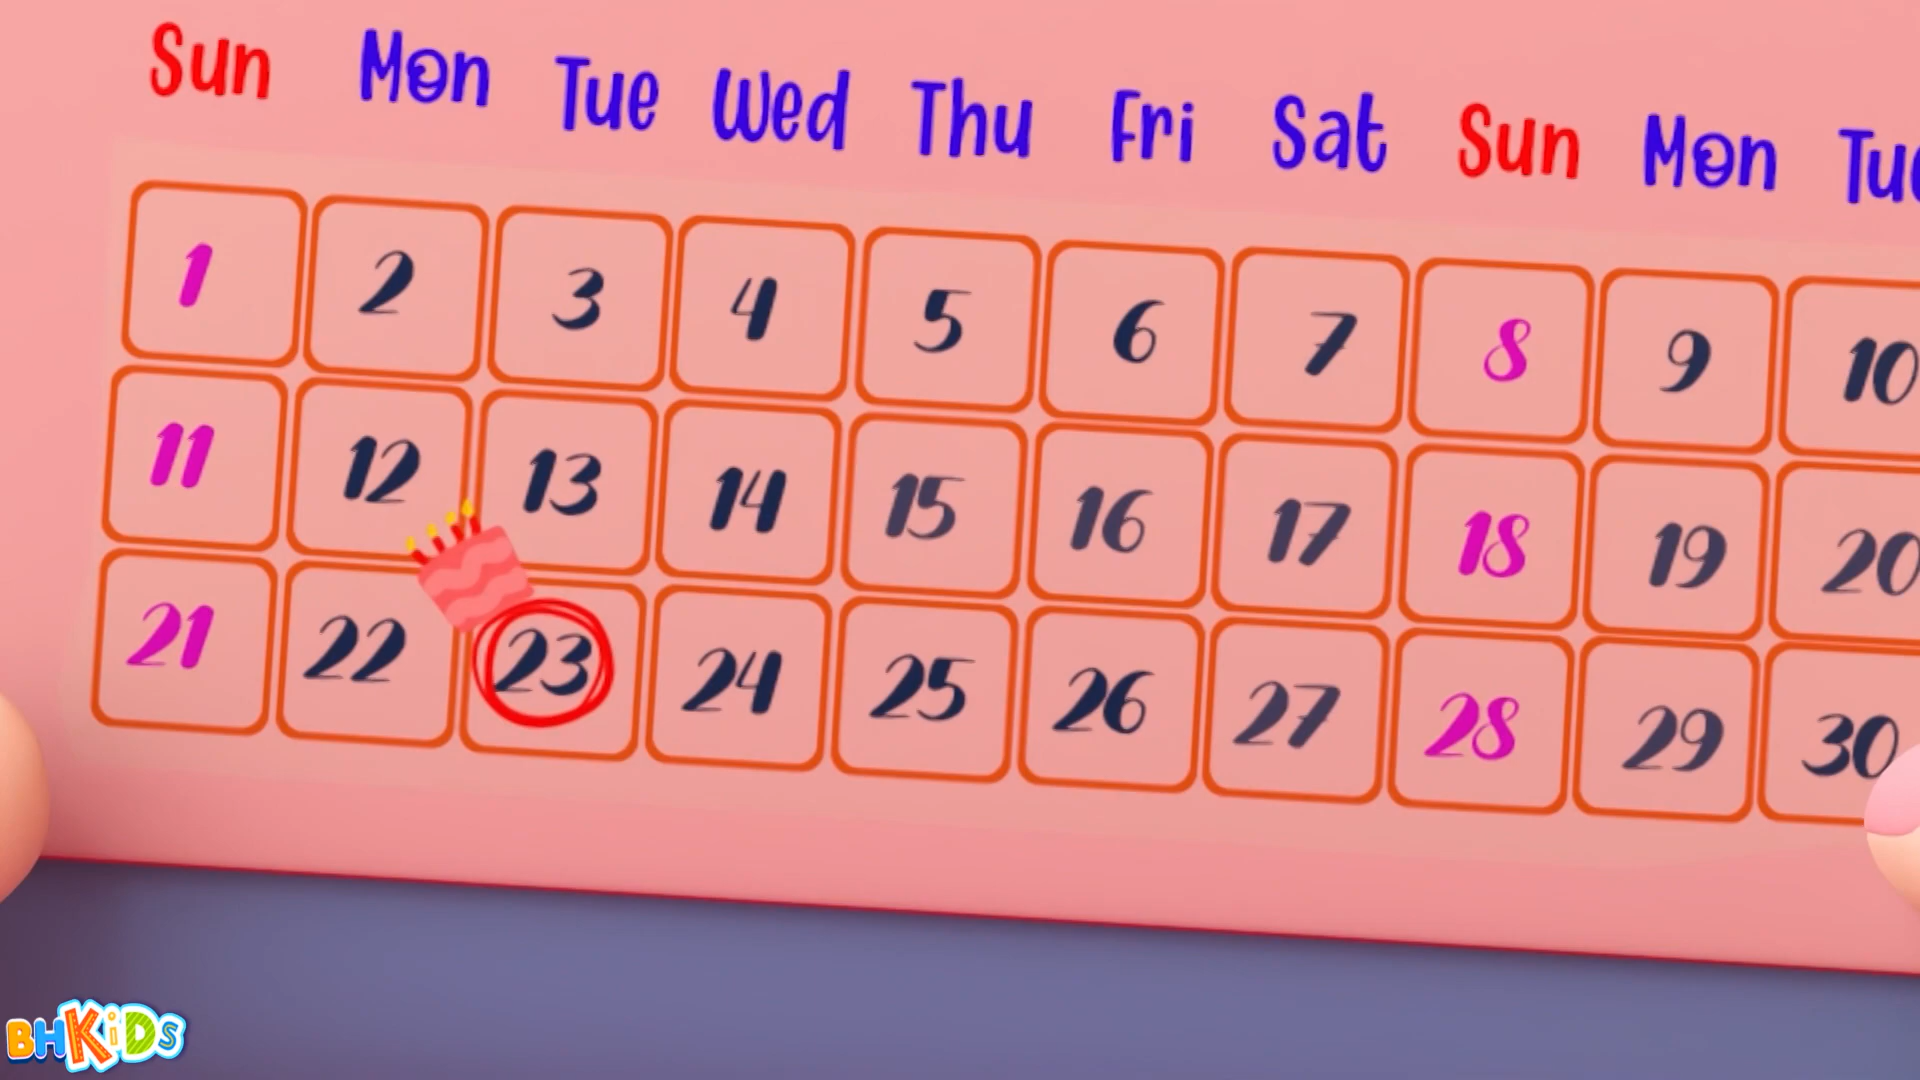 Sun Mon Tue Wed Thu Fri Sat Sun Mon Tue
1 2 3 4 5 6 7 8 9 10
11 12 13 14 15 16 17 18 19 20
21 22 23 24 25 26 27 28 29 30
BHKiDS